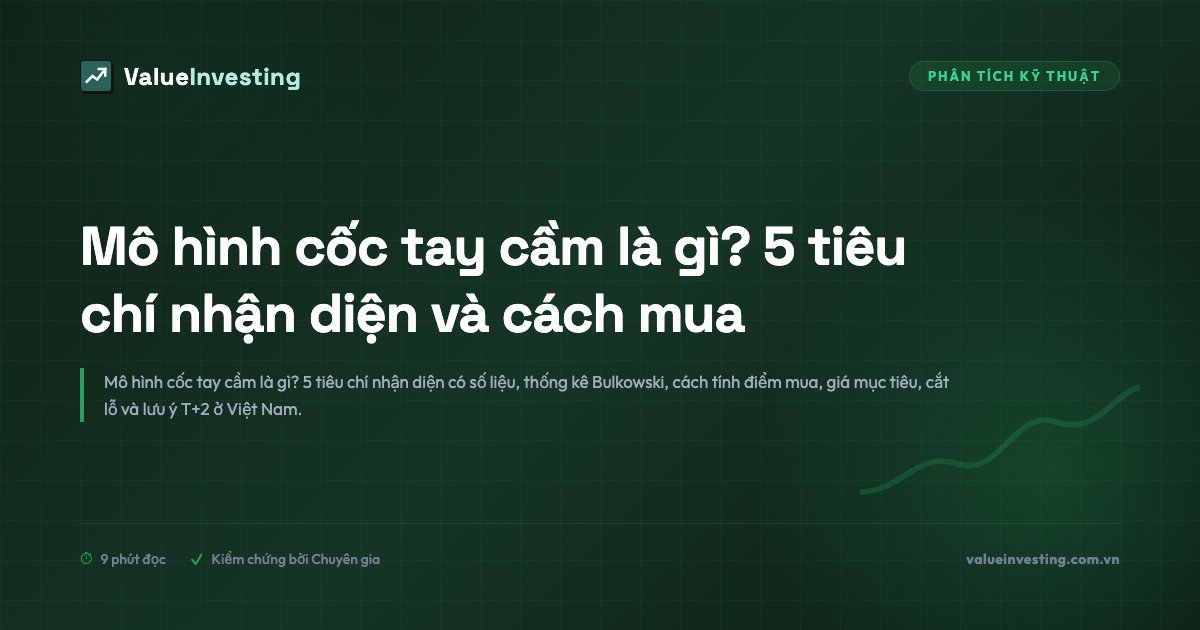 ValueInvesting
PHÂN TÍCH KỸ THUẬT
Mô hình cốc tay cầm là gì? 5 tiêu
chí nhận diện và cách mua
Mô hình cốc tay cầm là gì? 5 tiêu chí nhận diện có số liệu, thống kê Bulkowski, cách tính điểm mua, giá mục tiêu, cắt
lỗ và lưu ý T+2 ở Việt Nam.
9 phút đọc
Kiểm chứng bởi Chuyên gia
valueinvesting.com.vn